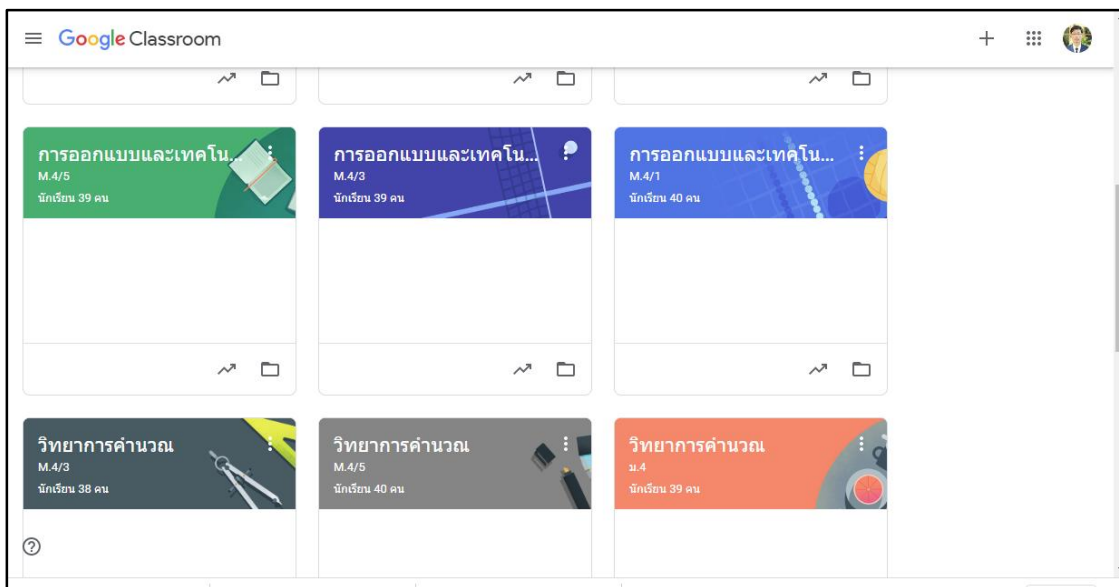 Google Classroom
การออกแบบและเทคโน...
M.4/5
นักเรียน 39 คน
การออกแบบและเทคโน...
M.4/3
นักเรียน 39 คน
การออกแบบและเทคโน...
M.4/1
นักเรียน 40 คน
วิทยาการคำนวณ
M.4/3
นักเรียน 38 คน
วิทยาการคำนวณ
M.4/5
นักเรียน 40 คน
วิทยาการคำนวณ
ม.4
นักเรียน 39 คน